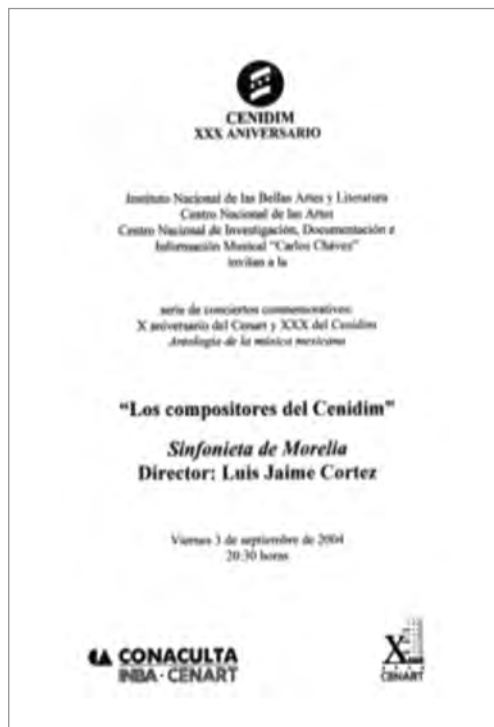 CENIDIM
XXX ANIVERSARIO
Instituto Nacional de las Bellas Artes y Literatura
Centro Nacional de las Artes
Centro Nacional de Investigación, Documentación e
Información Musical "Carlos Chávez"
invitan a la
serie de conciertos conmemorativos:
X aniversario del Cenart y XXX del Cenidim
Antología de la música mexicana
"Los compositores del Cenidim"
Sinfonieta de Morelia
Director: Luis Jaime Cortez
Viernes 3 de septiembre de 2004
20:30 horas
CONACULTA
INBA · CENART
X
CENART